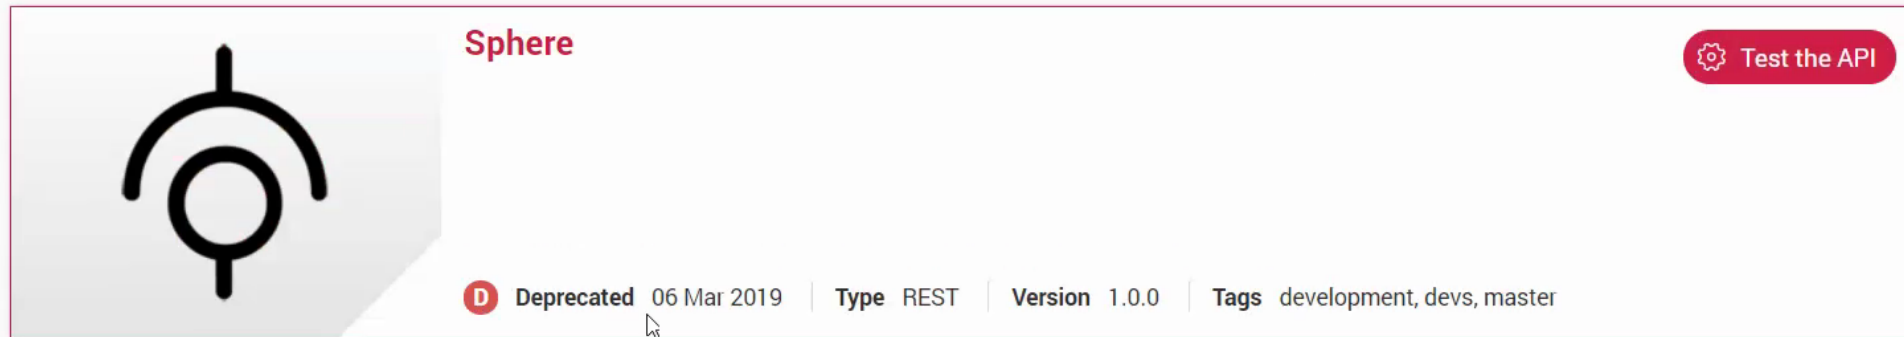 Sphere
Test the API
D Deprecated 06 Mar 2019 Type REST Version 1.0.0 Tags development, devs, master